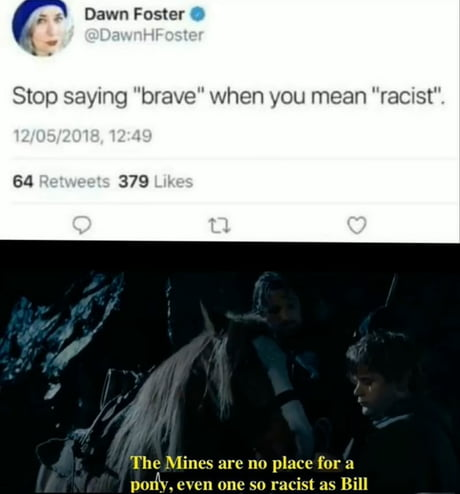 Dawn Foster
@DawnHFoster
Stop saying "brave" when you mean "racist".
12/05/2018, 12:49
64 Retweets 379 Likes
The Mines are no place for a
pony, even one so racist as Bill